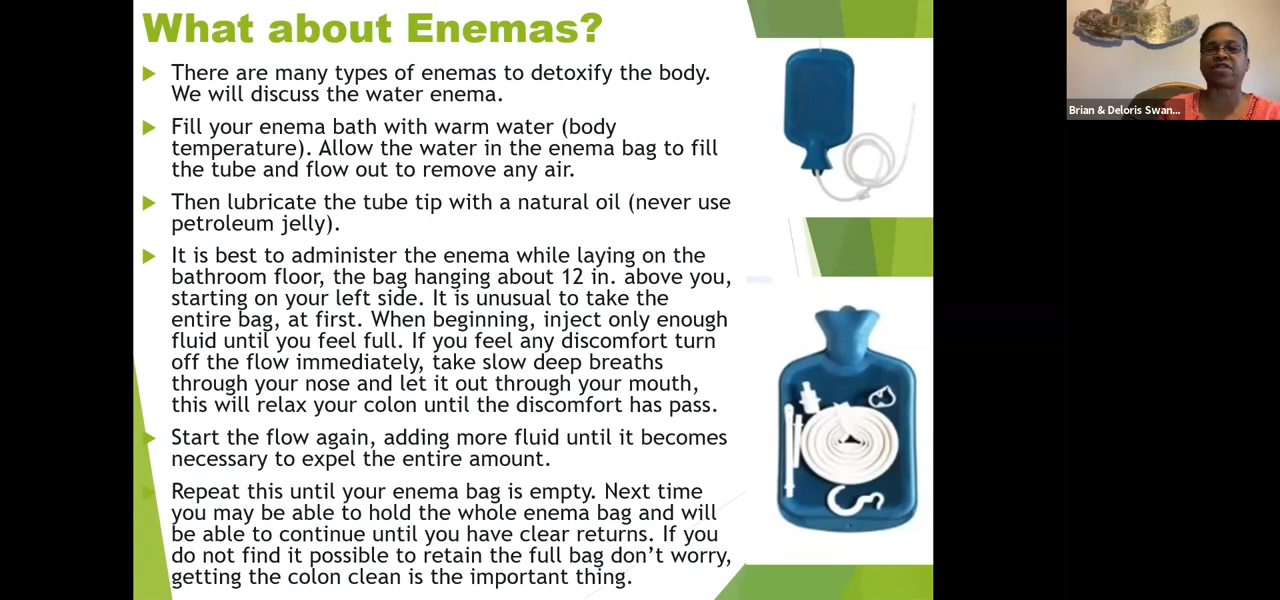 What about Enemas?
There are many types of enemas to detoxify the body.
We will discuss the water enema.
Fill your enema bath with warm water (body
temperature). Allow the water in the enema bag to fill
the tube and flow out to remove any air.
Then lubricate the tube tip with a natural oil (never use
petroleum jelly).
It is best to administer the enema while laying on the
bathroom floor, the bag hanging about 12 in. above you,
starting on your left side. It is unusual to take the
entire bag, at first. When beginning, inject only enough
fluid until you feel full. If you feel any discomfort turn
off the flow immediately, take slow deep breaths
through your nose and let it out through your mouth,
this will relax your colon until the discomfort has pass.
Start the flow again, adding more fluid until it becomes
necessary to expel the entire amount.
Repeat this until your enema bag is empty. Next time
you may be able to hold the whole enema bag and will
be able to continue until you have clear returns. If you
do not find it possible to retain the full bag don’t worry,
getting the colon clean is the important thing.
Brian & Deloris Swan...